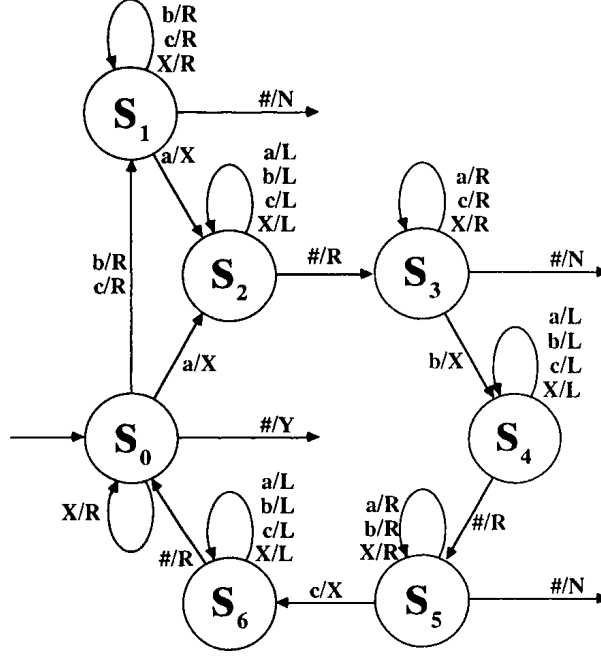 b/R
c/R
X/R
S1
#/N
a/X
a/L
b/L
c/L
X/L
a/R
c/R
X/R
b/R
c/R
S2
#/R
S3
#/N
a/X
b/X
a/L
b/L
c/L
X/L
S0
#/Y
S4
X/R
a/L
b/L
c/L
X/L
a/R
b/R
X/R
#/R
#/R
S6
c/X
S5
#/N